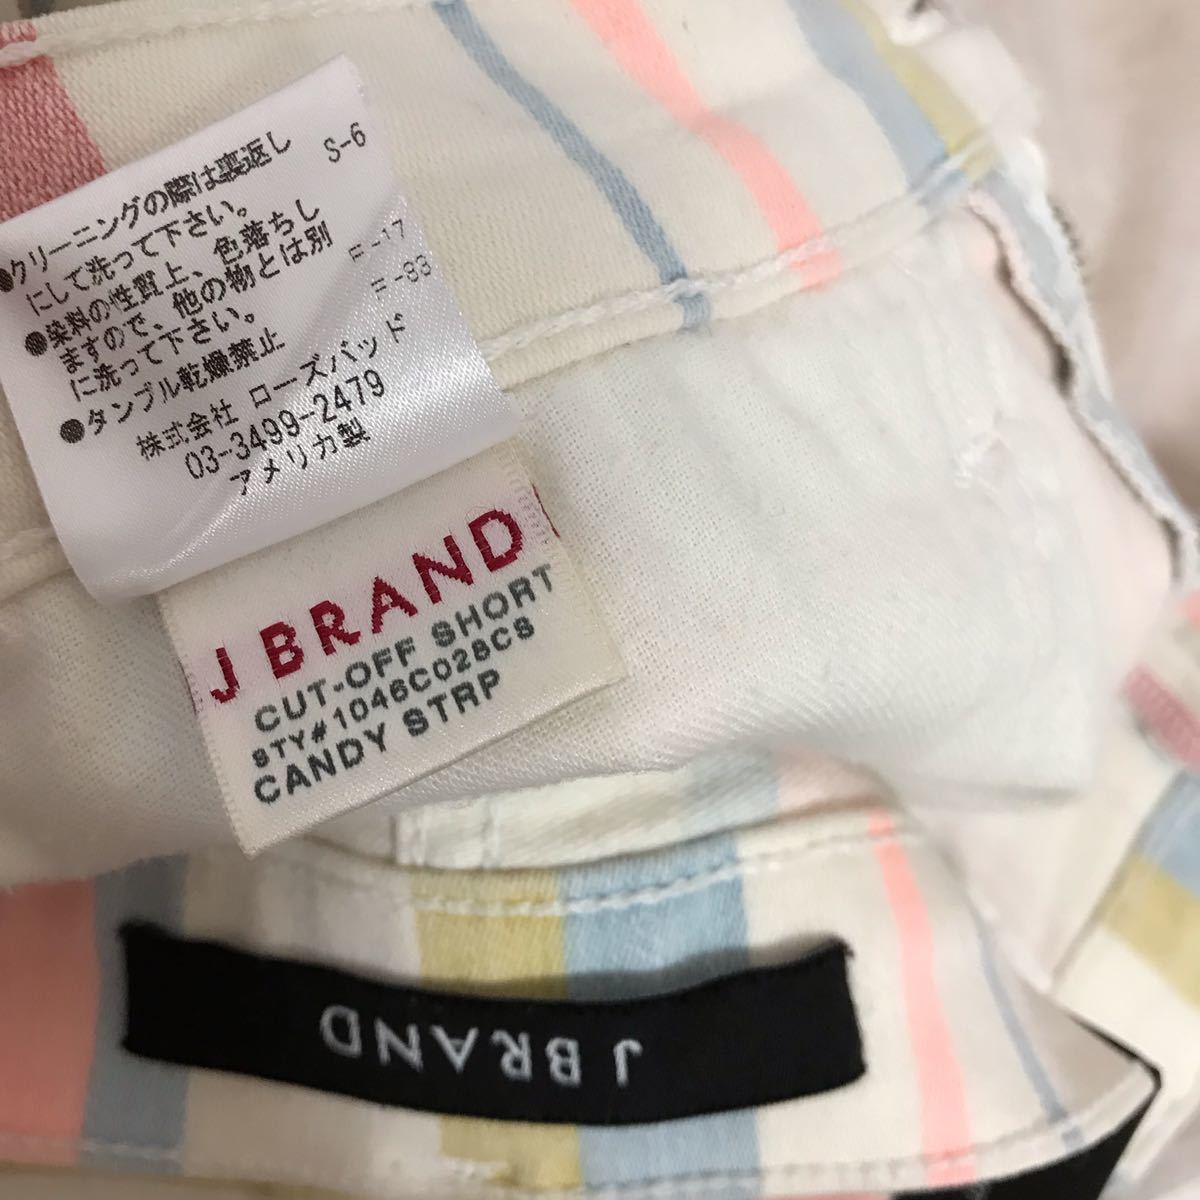 ●クリーニングの際は裏返し
にして洗って下さい。
●染料の性質上、色落ちし
ますので、他の物とは別
に洗って下さい。
●タンブル乾燥禁止
株式会社 ローズバッド
03-3499-2479
アメリカ製
S-6
F-17
F-83
J BRAND
CUT-OFF SHORT
STY#1046C028CS
CANDY STRP
J BRAND